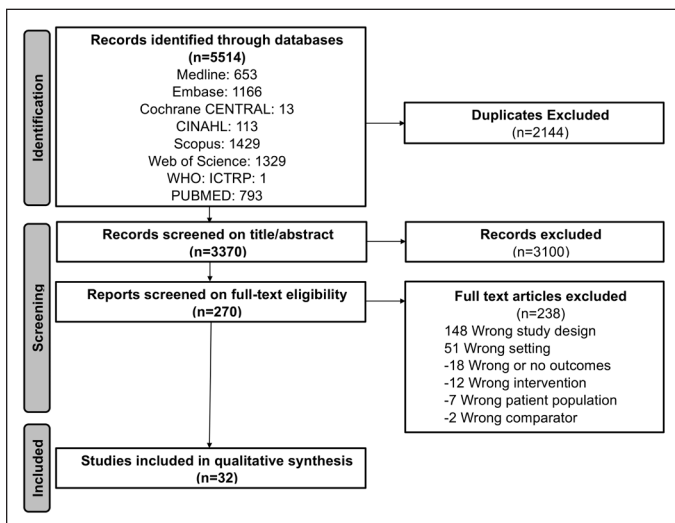 Identification
Records identified through databases
(n=5514)
Medline: 653
Embase: 1166
Cochrane CENTRAL: 13
CINAHL: 113
Scopus: 1429
Web of Science: 1329
WHO: ICTRP: 1
PUBMED: 793
Duplicates Excluded
(n=2144)
Screening
Records screened on title/abstract
(n=3370)
Records excluded
(n=3100)
Reports screened on full-text eligibility
(n=270)
Full text articles excluded
(n=238)
148 Wrong study design
51 Wrong setting
-18 Wrong or no outcomes
-12 Wrong intervention
-7 Wrong patient population
-2 Wrong comparator
Included
Studies included in qualitative synthesis
(n=32)